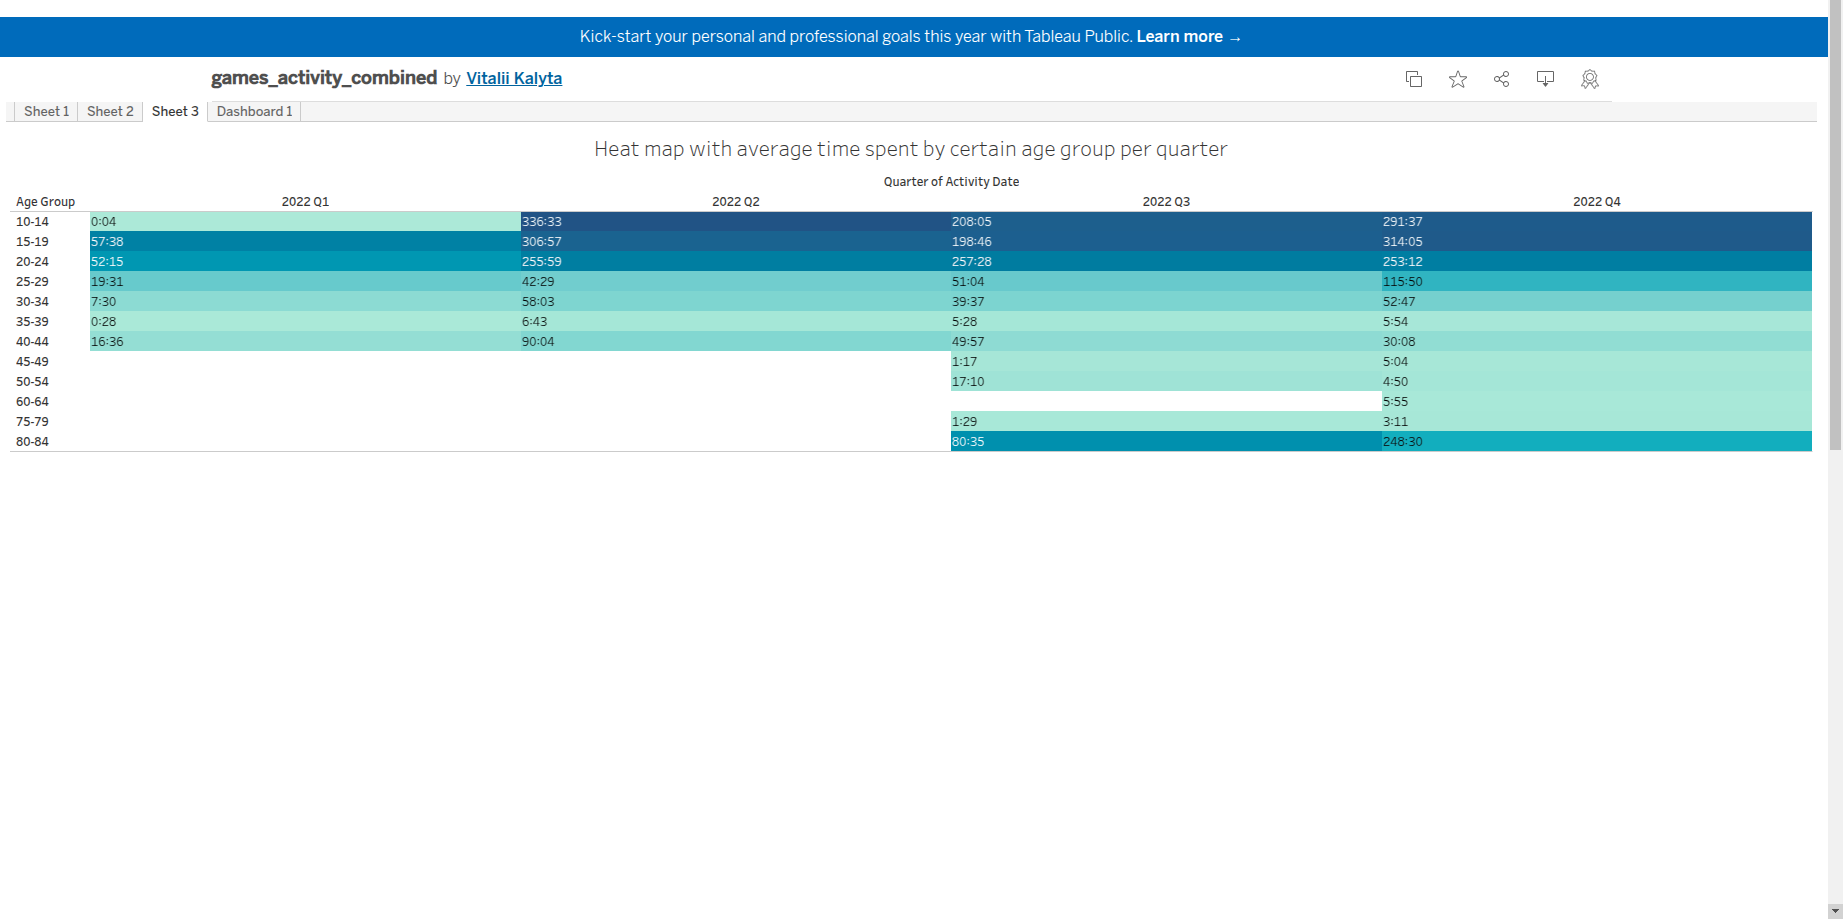 Kick-start your personal and professional goals this year with Tableau Public. Learn more →
games_activity_combined by Vitalii Kalyta
Sheet 1 Sheet 2 Sheet 3 Dashboard 1
Heat map with average time spent by certain age group per quarter
Quarter of Activity Date
Age Group 2022 Q1 2022 Q2 2022 Q3 2022 Q4
10-14 0:04 336:33 208:05 291:37
15-19 57:38 306:57 198:46 314:05
20-24 52:15 255:59 257:28 253:12
25-29 19:31 42:29 51:04 115:50
30-34 7:30 58:03 39:37 52:47
35-39 0:28 6:43 5:28 5:54
40-44 16:36 90:04 49:57 30:08
45-49 1:17 5:04
50-54 17:10 4:50
60-64 5:55
75-79 1:29 3:11
80-84 80:35 248:30